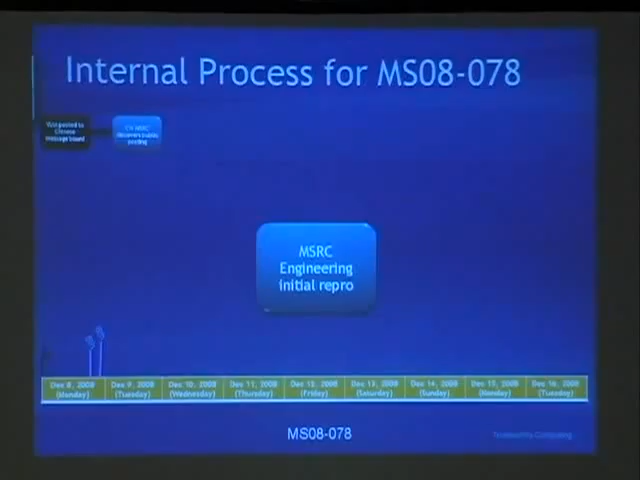 Internal Process for MS08-078
Vuln posted to
Chinese
message board
CN MSRC
discovers public
posting
MSRC
Engineering
initial repro
Dec 8, 2008
(Monday)
Dec 9, 2008
(Tuesday)
Dec 10, 2008
(Wednesday)
Dec 11, 2008
(Thursday)
Dec 12, 2008
(Friday)
Dec 13, 2008
(Saturday)
Dec 14, 2008
(Sunday)
Dec 15, 2008
(Monday)
Dec 16, 2008
(Tuesday)
MS08-078
Trustworthy Computing